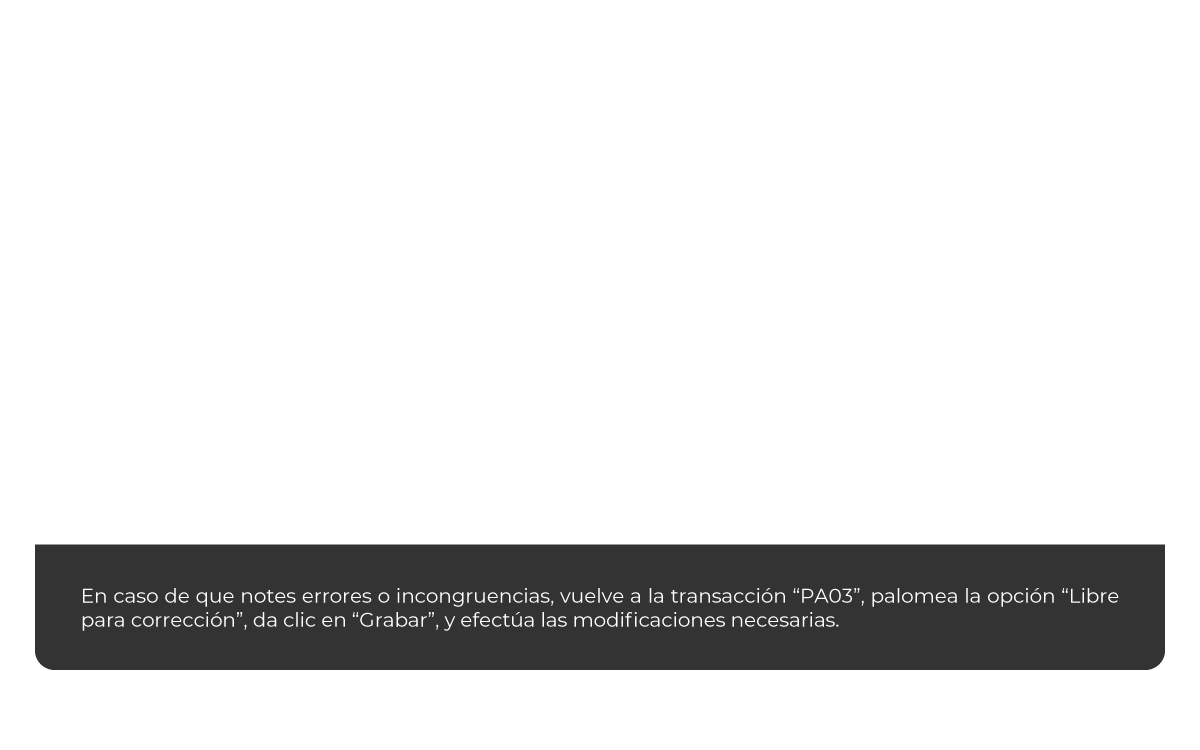 En caso de que notes errores o incongruencias, vuelve a la transacción “PA03”, palomea la opción “Libre
para corrección”, da clic en “Grabar”, y efectúa las modificaciones necesarias.